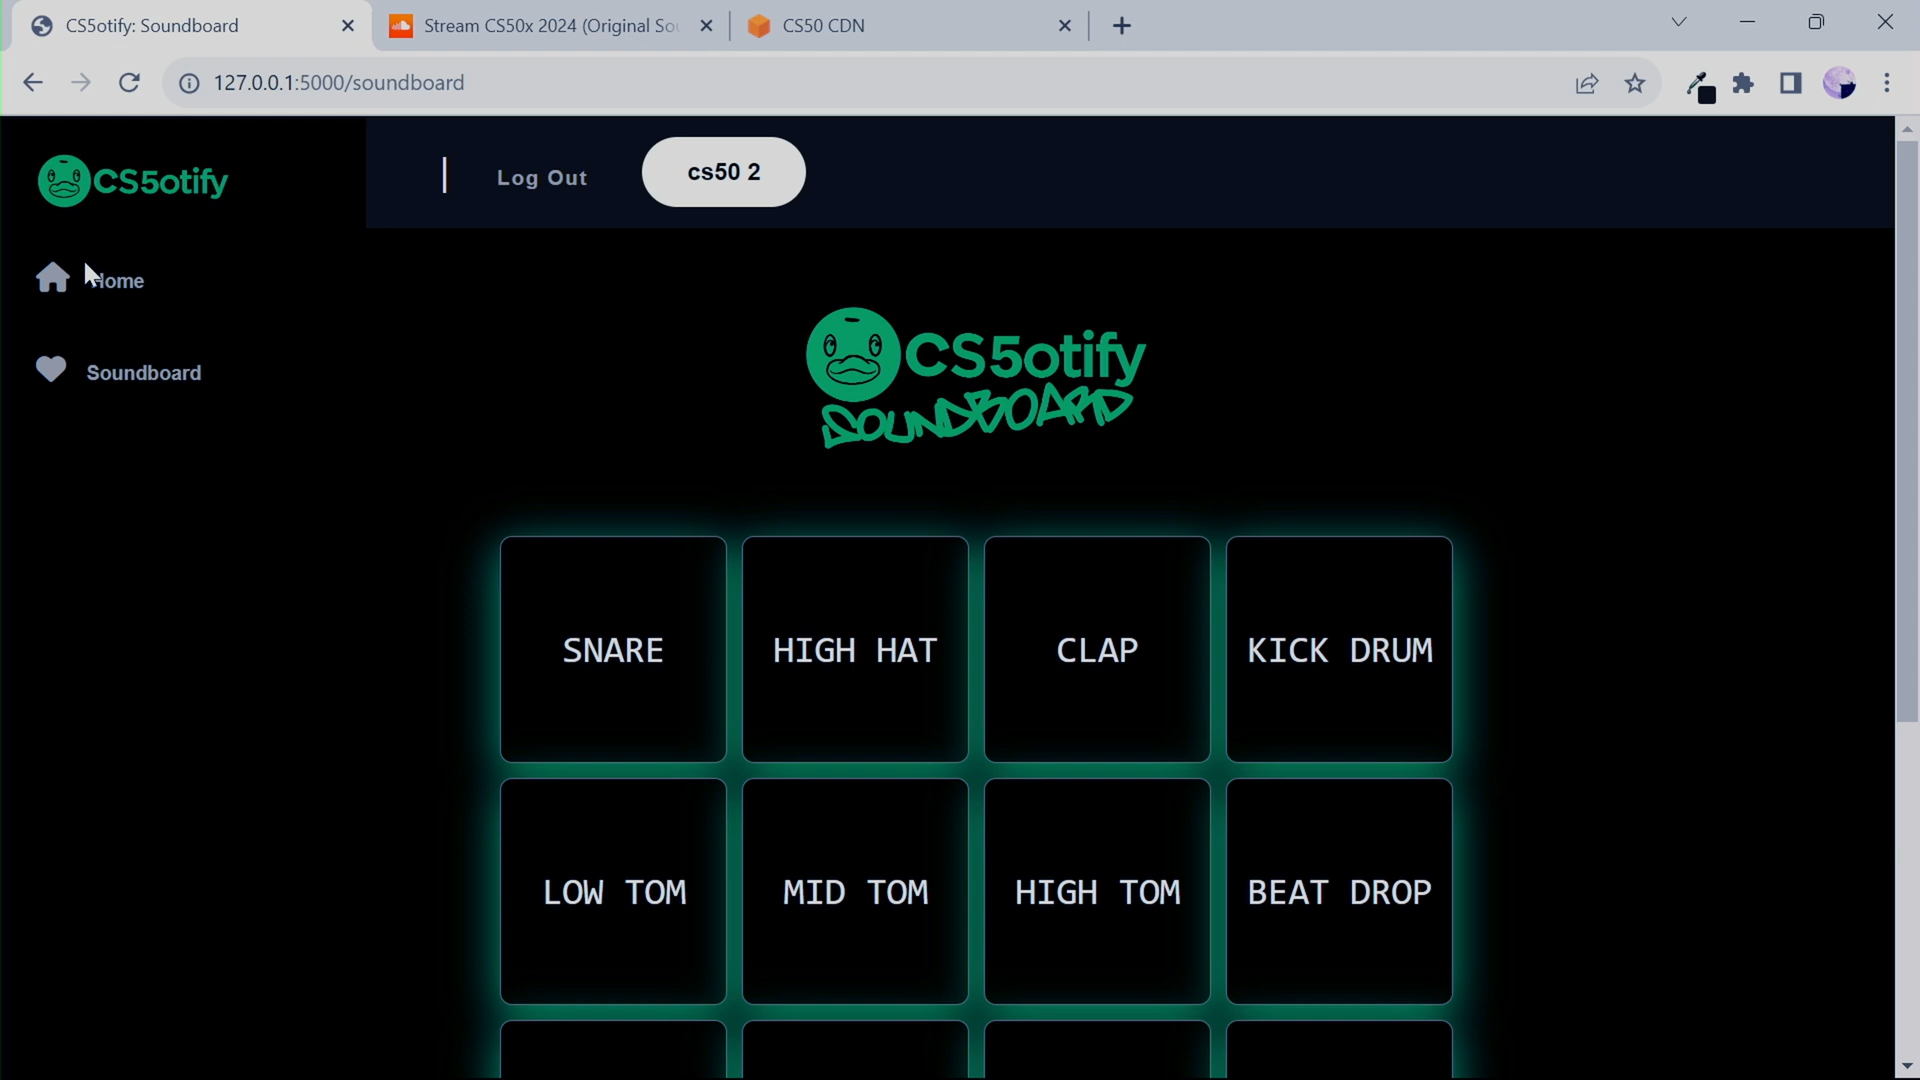 CS5otify: Soundboard
Stream CS50x 2024 (Original So
CS50 CDN
127.0.0.1:5000/soundboard
CS5otify
Log Out
cs50 2
Home
Soundboard
CS5otify
SOUNDBOARD
SNARE
HIGH HAT
CLAP
KICK DRUM
LOW TOM
MID TOM
HIGH TOM
BEAT DROP